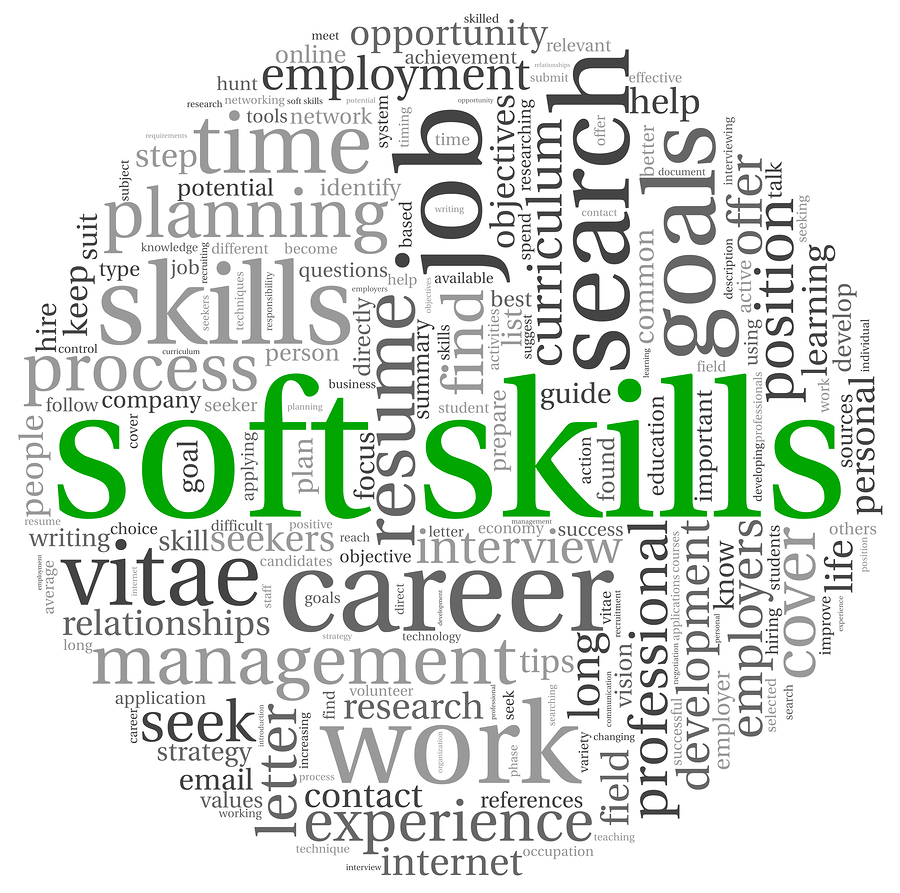 skilled
meet
opportunity
online
achievement
relevant
relationships
hunt
employment
submit
effective
research
networking
soft skills
potential
opportunity
help
tools
network
system
timing
time
objectives
researching
offer
search
better
document
goals
interviewing
requirements
step
time
job
curriculum
offer
talk
subject
potential
identify
planning
based
writing
spend
contact
seeking
suit
knowledge
different
become
position
keep
type
job
recruiting
questions
help
available
common
description
active
learning
hire
skills
seekers
techniques
responsibility
employers
objectives
find
best
lists
activities
suggest
develop
control
curriculum
person
directly
resume
summary
skills
learning
field
using
individual
process
business
guide
work
follow
company
seeker
planning
student
professionals
sources
personal
people
soft skills
cover
goal
applying
plan
focus
prepare
action
found
education
important
developing
resume
writing
choice
difficult
positive
reach
letter
economy
management
success
others
skill
seekers
candidates
objective
interview
professional
development
courses
applications
know
employers
students
cover
life
position
employment
average
vitae
internet
staff
career
goals
direct
development
vitae
recruitment
personal
hiring
improve
experience
relationships
strategy
technology
long
negotiation
long
management
tips
vision
communication
employer
selected
search
successful
application
volunteer
career
seek
introduction
letter
increasing
find
research
professional
seek
searching
changing
variety
strategy
work
organization
phase
field
email
process
values
contact
references
working
experience
teaching
technique
occupation
interview
internet